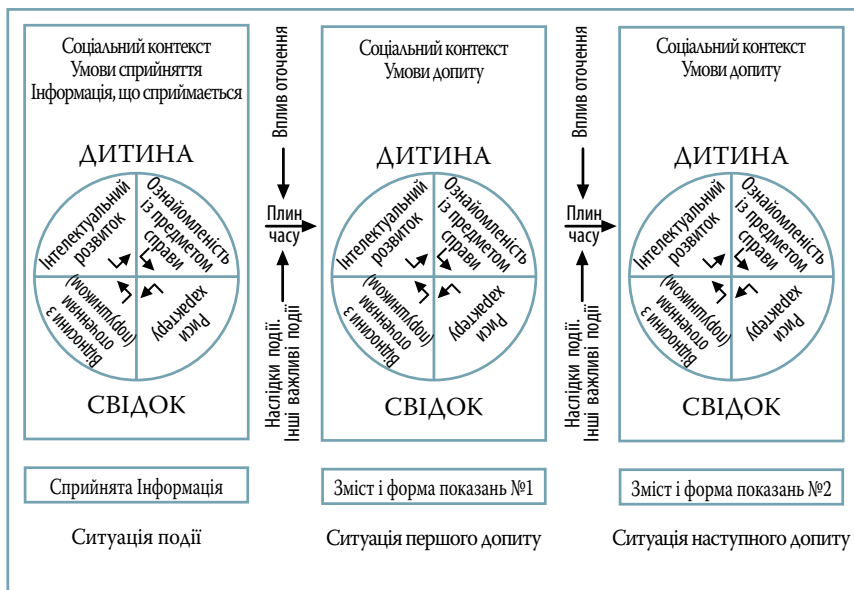 Соціальний контекст
Умови сприйняття
Інформація, що сприймається
ДИТИНА
Інтелектуальний
розвиток
Ознайомленість
із предметом
справи
Відносини з
оточенням
(порушником)
Риси
характеру
СВІДОК
Сприйнята Інформація
Ситуація події
Вплив оточення
Плин
часу
Наслідки події.
Інші важливі події
Соціальний контекст
Умови допиту
ДИТИНА
Інтелектуальний
розвиток
Ознайомленість
із предметом
справи
Відносини з
оточенням
(порушником)
Риси
характеру
СВІДОК
Зміст і форма показань №1
Ситуація першого допиту
Вплив оточення
Плин
часу
Наслідки події.
Інші важливі події
Соціальний контекст
Умови допиту
ДИТИНА
Інтелектуальний
розвиток
Ознайомленість
із предметом
справи
Відносини з
оточенням
(порушником)
Риси
характеру
СВІДОК
Зміст і форма показань №2
Ситуація наступного допиту